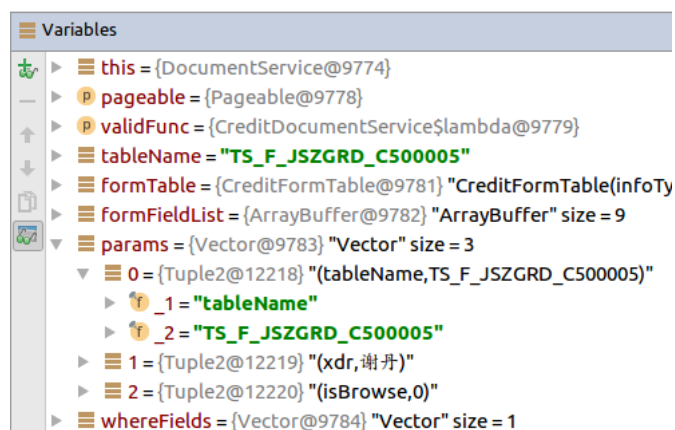 Variables
this = {DocumentService@9774}
pageable = {Pageable@9778}
validFunc = {CreditDocumentService$lambda@9779}
tableName = "TS_F_JSZGRD_C500005"
formTable = {CreditFormTable@9781} "CreditFormTable(infoTy
formFieldList = {ArrayBuffer@9782} "ArrayBuffer" size = 9
params = {Vector@9783} "Vector" size = 3
0 = {Tuple2@12218} "(tableName,TS_F_JSZGRD_C500005)"
_1 = "tableName"
_2 = "TS_F_JSZGRD_C500005"
1 = {Tuple2@12219} "(xdr,谢丹)"
2 = {Tuple2@12220} "(isBrowse,0)"
whereFields = {Vector@9784} "Vector" size = 1